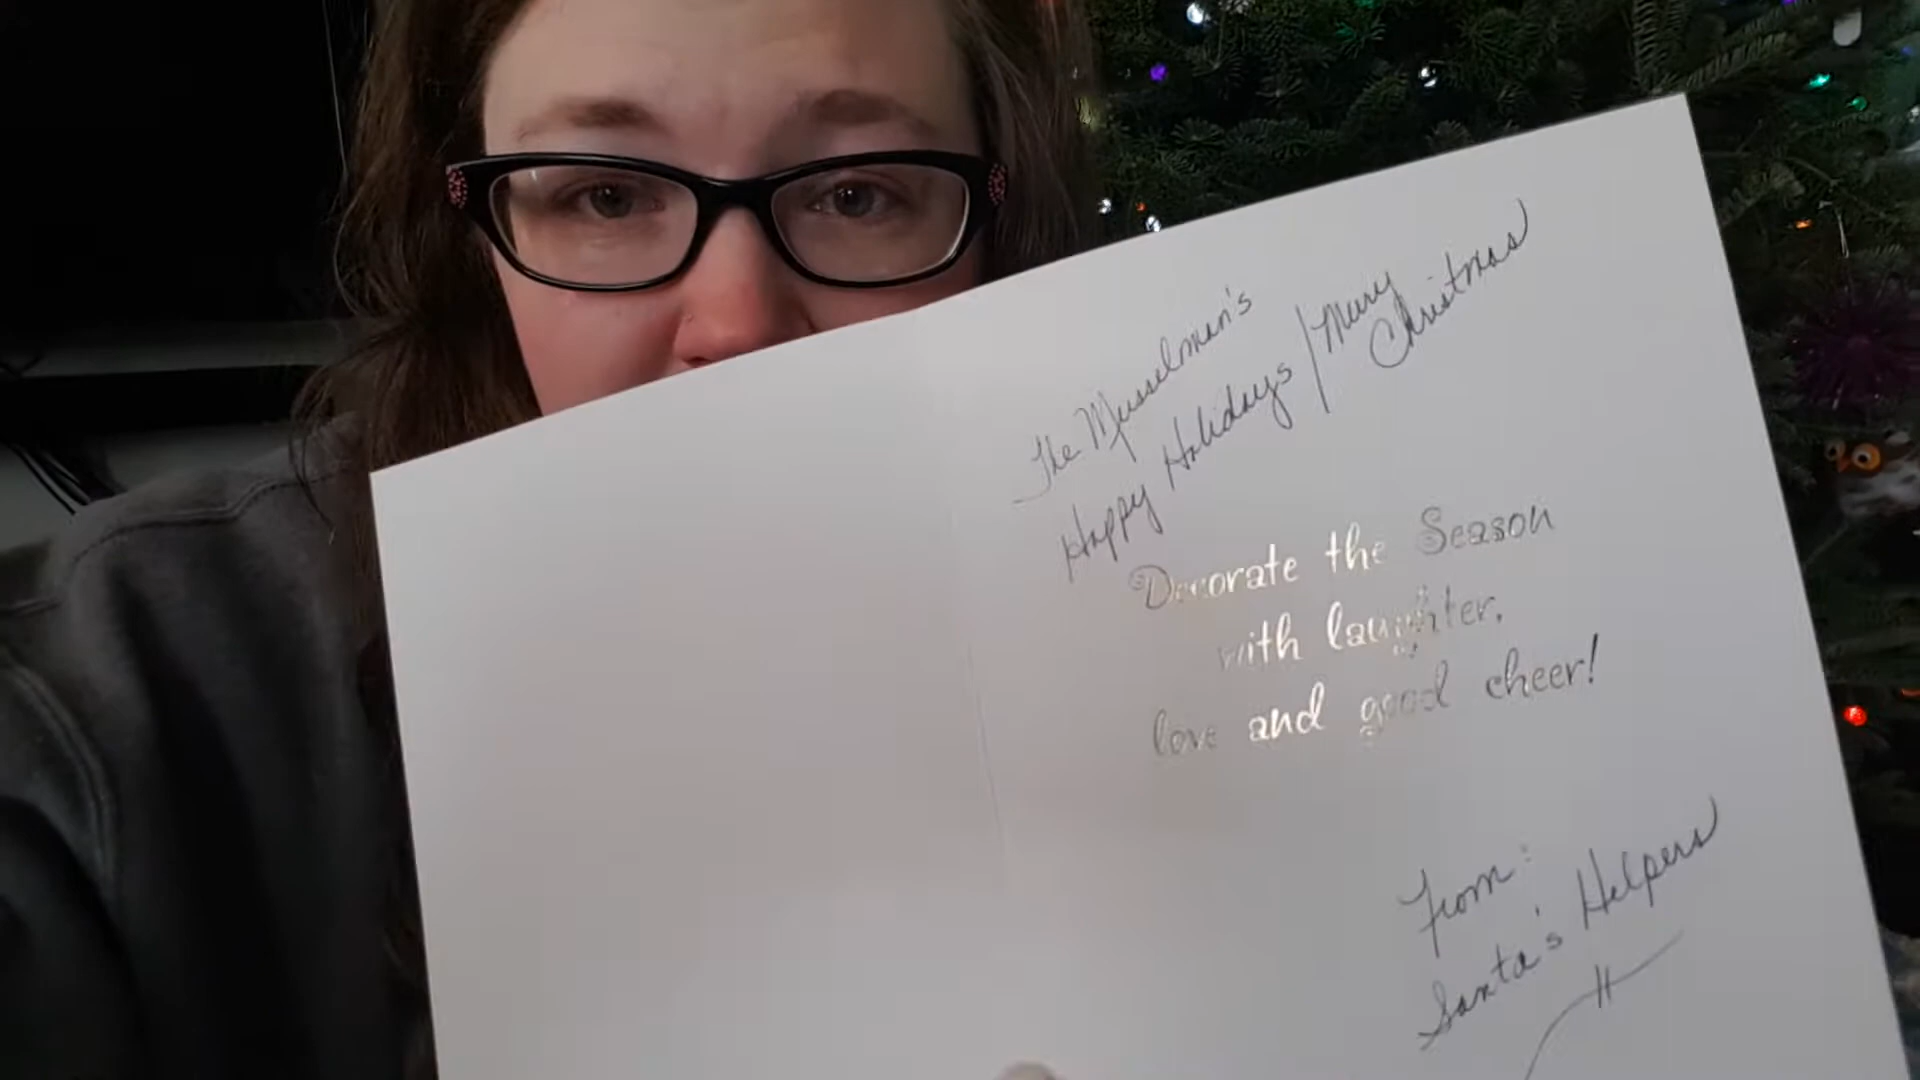 The Musselman's
Happy Holidays / Merry Christmas
Decorate the Season
with laughter,
love and good cheer!
From:
Santa's Helpers